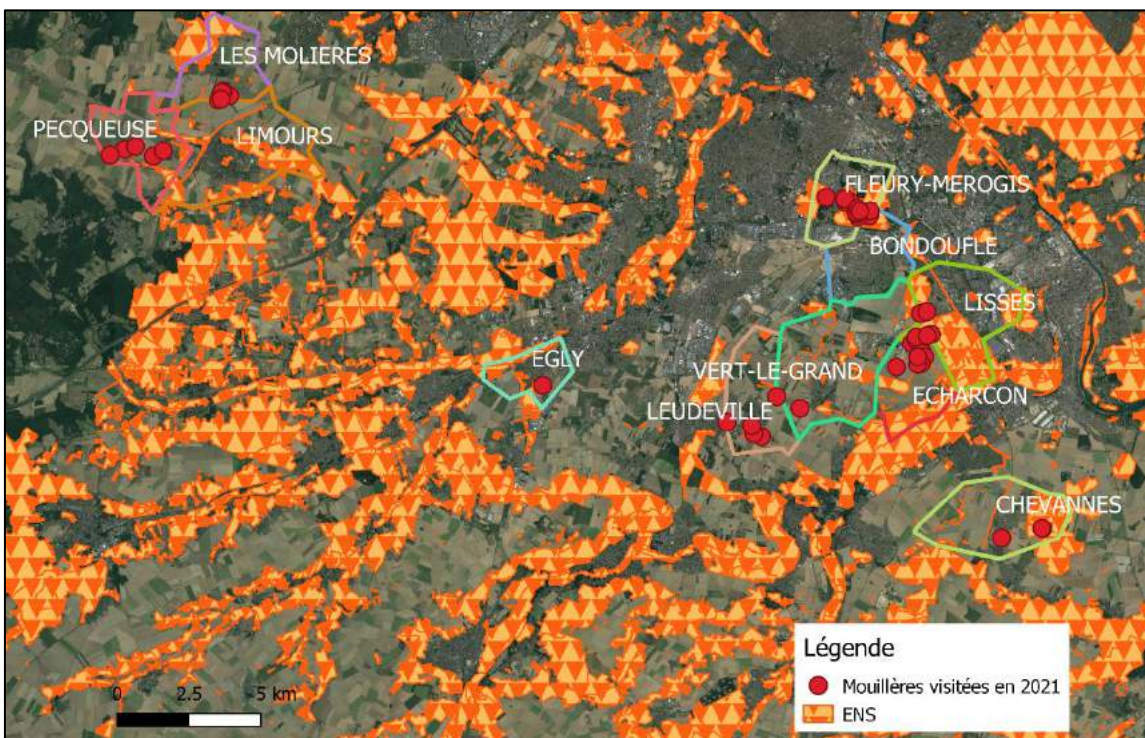 LES MOLIERES
PECQUEUSE
LIMOURS
FLEURY-MEROGIS
BONDOUFLE
LISSES
EGLY
VERT-LE-GRAND
LEUDEVILLE
ECHARCON
CHEVANNES
Légende
Mouillères visitées en 2021
ENS
0 2.5 5 km